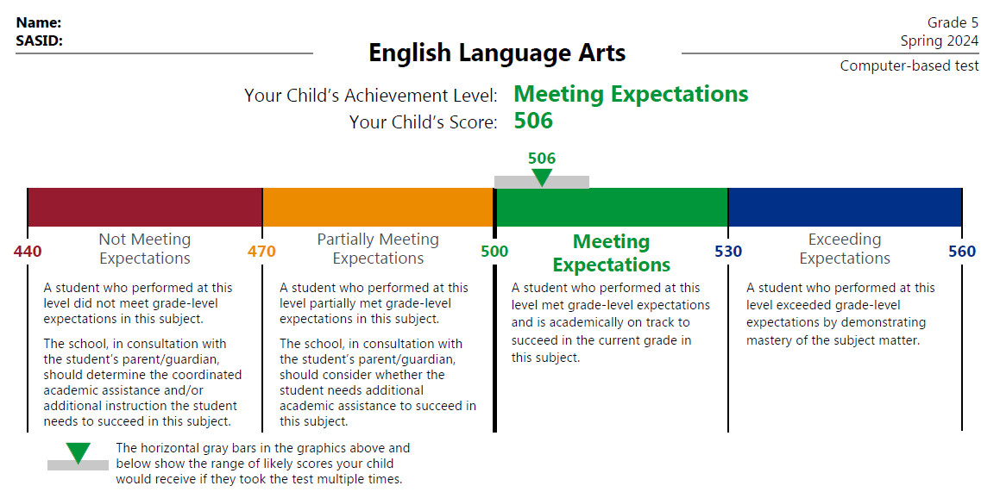 Name:
SASID:
Grade 5
Spring 2024
English Language Arts
Computer-based test
Your Child's Achievement Level: Meeting Expectations
Your Child's Score: 506
506
440
Not Meeting
Expectations
470
Partially Meeting
Expectations
500
Meeting
Expectations
530
Exceeding
Expectations
560
A student who performed at this
level did not meet grade-level
expectations in this subject.
The school, in consultation with
the student's parent/guardian,
should determine the coordinated
academic assistance and/or
additional instruction the student
needs to succeed in this subject.
A student who performed at this
level partially met grade-level
expectations in this subject.
The school, in consultation with
the student's parent/guardian,
should consider whether the
student needs additional
academic assistance to succeed in
this subject.
A student who performed at this
level met grade-level expectations
and is academically on track to
succeed in the current grade in
this subject.
A student who performed at this
level exceeded grade-level
expectations by demonstrating
mastery of the subject matter.
The horizontal gray bars in the graphics above and
below show the range of likely scores your child
would receive if they took the test multiple times.